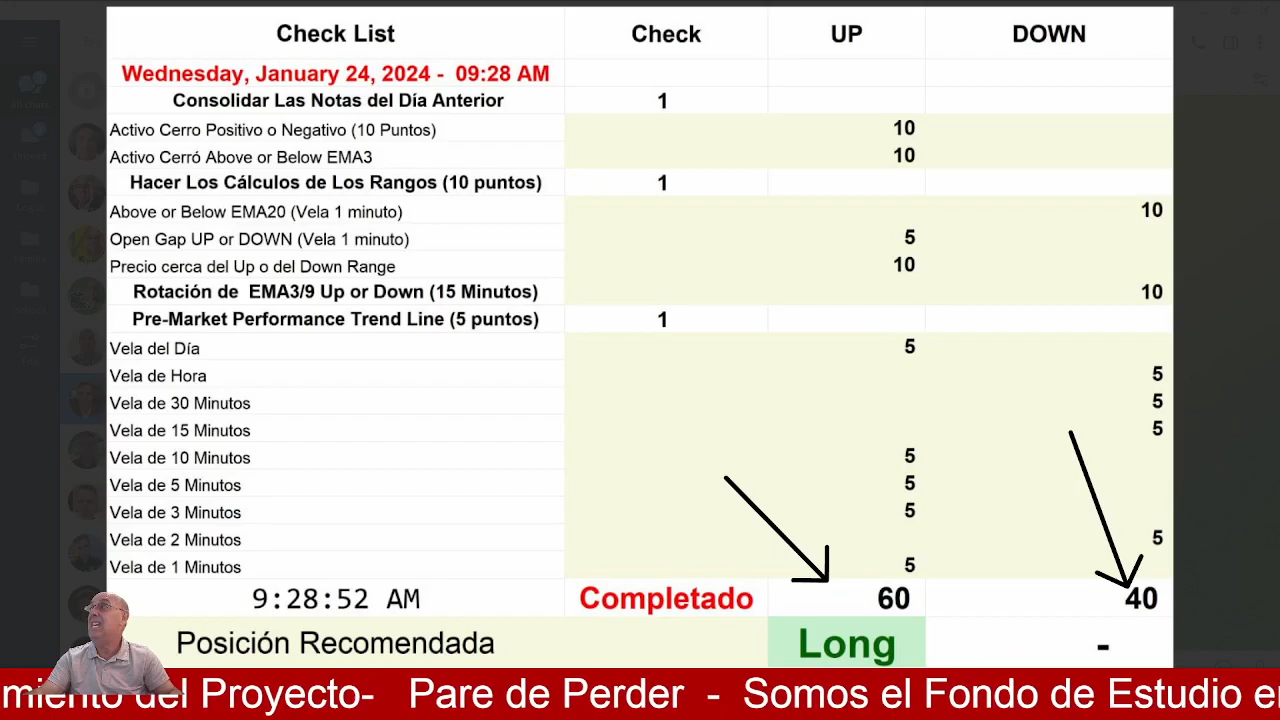 Check List Check UP DOWN
Wednesday, January 24, 2024 - 09:28 AM
Consolidar Las Notas del Día Anterior 1
Activo Cerro Positivo o Negativo (10 Puntos) 10
Activo Cerró Above or Below EMA3 10
Hacer Los Cálculos de Los Rangos (10 puntos) 1
Above or Below EMA20 (Vela 1 minuto) 10
Open Gap UP or DOWN (Vela 1 minuto) 5
Precio cerca del Up o del Down Range 10
Rotación de EMA3/9 Up or Down (15 Minutos) 10
Pre-Market Performance Trend Line (5 puntos) 1
Vela del Día 5
Vela de Hora 5
Vela de 30 Minutos 5
Vela de 15 Minutos 5
Vela de 10 Minutos 5
Vela de 5 Minutos 5
Vela de 3 Minutos 5
Vela de 2 Minutos 5
Vela de 1 Minutos 5
9:28:52 AM Completado 60 40
Posición Recomendada Long -
miento del Proyecto- Pare de Perder - Somos el Fondo de Estudio e